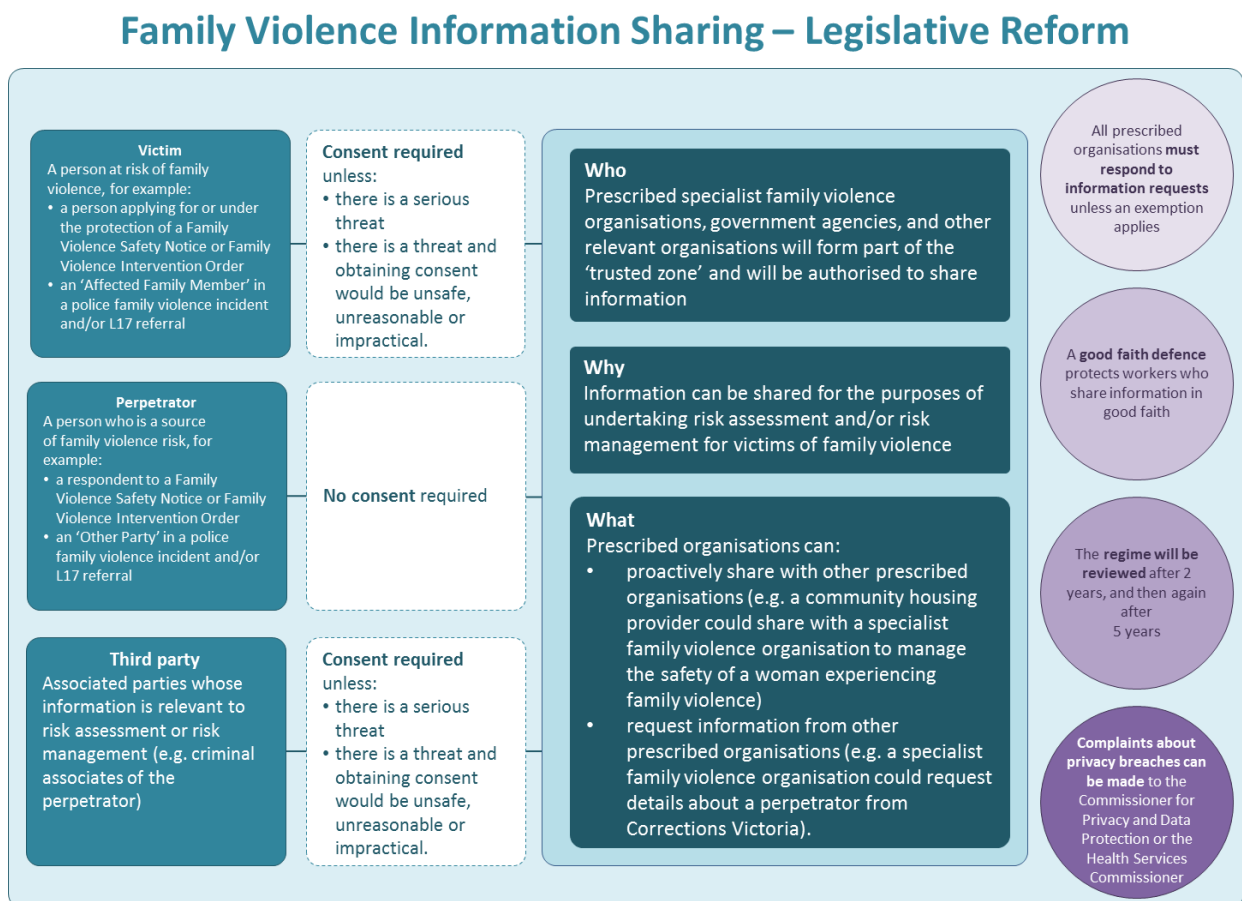 Family Violence Information Sharing – Legislative Reform
Victim
A person at risk of family
violence, for example:
• a person applying for or under
the protection of a Family
Violence Safety Notice or Family
Violence Intervention Order
• an ‘Affected Family Member’ in
a police family violence incident
and/or L17 referral
Consent required
unless:
• there is a serious
threat
• there is a threat and
obtaining consent
would be unsafe,
unreasonable or
impractical.
Perpetrator
A person who is a source
of family violence risk, for
example:
• a respondent to a Family
Violence Safety Notice or Family
Violence Intervention Order
• an ‘Other Party’ in a police
family violence incident and/or
L17 referral
No consent required
Third party
Associated parties whose
information is relevant to
risk assessment or risk
management (e.g. criminal
associates of the
perpetrator)
Consent required
unless:
• there is a serious
threat
• there is a threat and
obtaining consent
would be unsafe,
unreasonable or
impractical.
Who
Prescribed specialist family violence
organisations, government agencies, and other
relevant organisations will form part of the
‘trusted zone’ and will be authorised to share
information
Why
Information can be shared for the purposes of
undertaking risk assessment and/or risk
management for victims of family violence
What
Prescribed organisations can:
• proactively share with other prescribed
organisations (e.g. a community housing
provider could share with a specialist
family violence organisation to manage
the safety of a woman experiencing
family violence)
• request information from other
prescribed organisations (e.g. a specialist
family violence organisation could request
details about a perpetrator from
Corrections Victoria).
All prescribed
organisations must
respond to
information requests
unless an exemption
applies
A good faith defence
protects workers who
share information in
good faith
The regime will be
reviewed after 2
years, and then again
after
5 years
Complaints about
privacy breaches can
be made to the
Commissioner for
Privacy and Data
Protection or the
Health Services
Commissioner